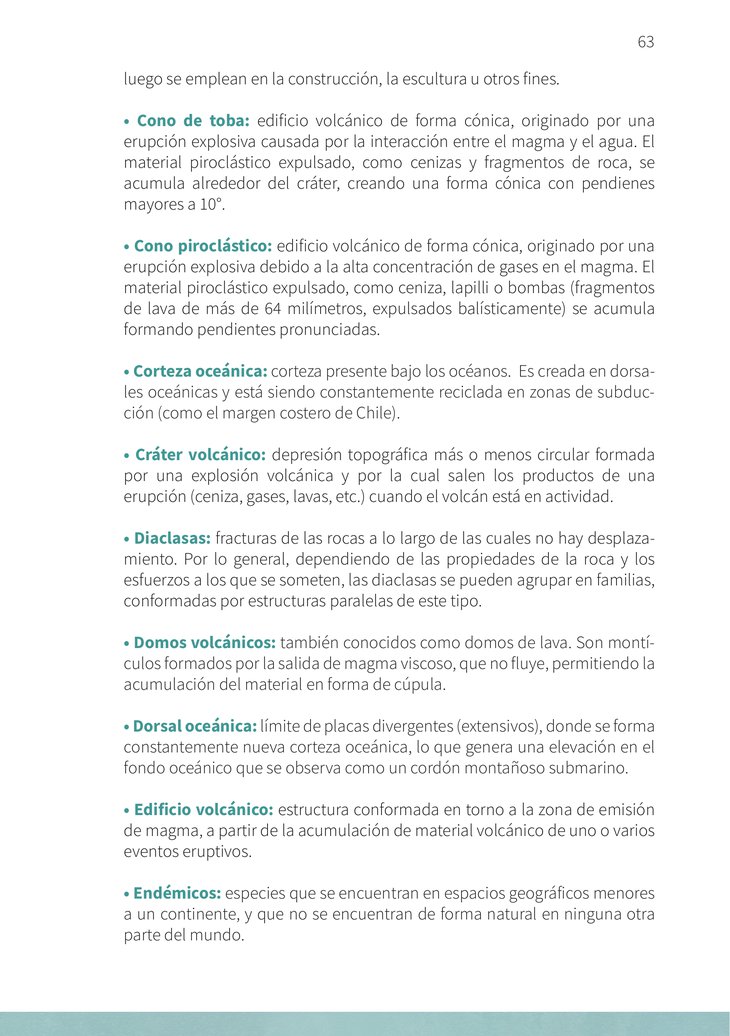 63
luego se emplean en la construcción, la escultura u otros fines.
• Cono de toba: edificio volcánico de forma cónica, originado por una
erupción explosiva causada por la interacción entre el magma y el agua. El
material piroclástico expulsado, como cenizas y fragmentos de roca, se
acumula alrededor del cráter, creando una forma cónica con pendienes
mayores a 10°.
• Cono piroclástico: edificio volcánico de forma cónica, originado por una
erupción explosiva debido a la alta concentración de gases en el magma. El
material piroclástico expulsado, como ceniza, lapilli o bombas (fragmentos
de lava de más de 64 milímetros, expulsados balísticamente) se acumula
formando pendientes pronunciadas.
• Corteza oceánica: corteza presente bajo los océanos.  Es creada en dorsa-
les oceánicas y está siendo constantemente reciclada en zonas de subduc-
ción (como el margen costero de Chile).
• Cráter volcánico: depresión topográfica más o menos circular formada
por una explosión volcánica y por la cual salen los productos de una
erupción (ceniza, gases, lavas, etc.) cuando el volcán está en actividad.
• Diaclasas: fracturas de las rocas a lo largo de las cuales no hay desplaza-
miento. Por lo general, dependiendo de las propiedades de la roca y los
esfuerzos a los que se someten, las diaclasas se pueden agrupar en familias,
conformadas por estructuras paralelas de este tipo.
• Domos volcánicos: también conocidos como domos de lava. Son montí-
culos formados por la salida de magma viscoso, que no fluye, permitiendo la
acumulación del material en forma de cúpula.
• Dorsal oceánica: límite de placas divergentes (extensivos), donde se forma
constantemente nueva corteza oceánica, lo que genera una elevación en el
fondo oceánico que se observa como un cordón montañoso submarino.
• Edificio volcánico: estructura conformada en torno a la zona de emisión
de magma, a partir de la acumulación de material volcánico de uno o varios
eventos eruptivos.
• Endémicos: especies que se encuentran en espacios geográficos menores
a un continente, y que no se encuentran de forma natural en ninguna otra
parte del mundo.